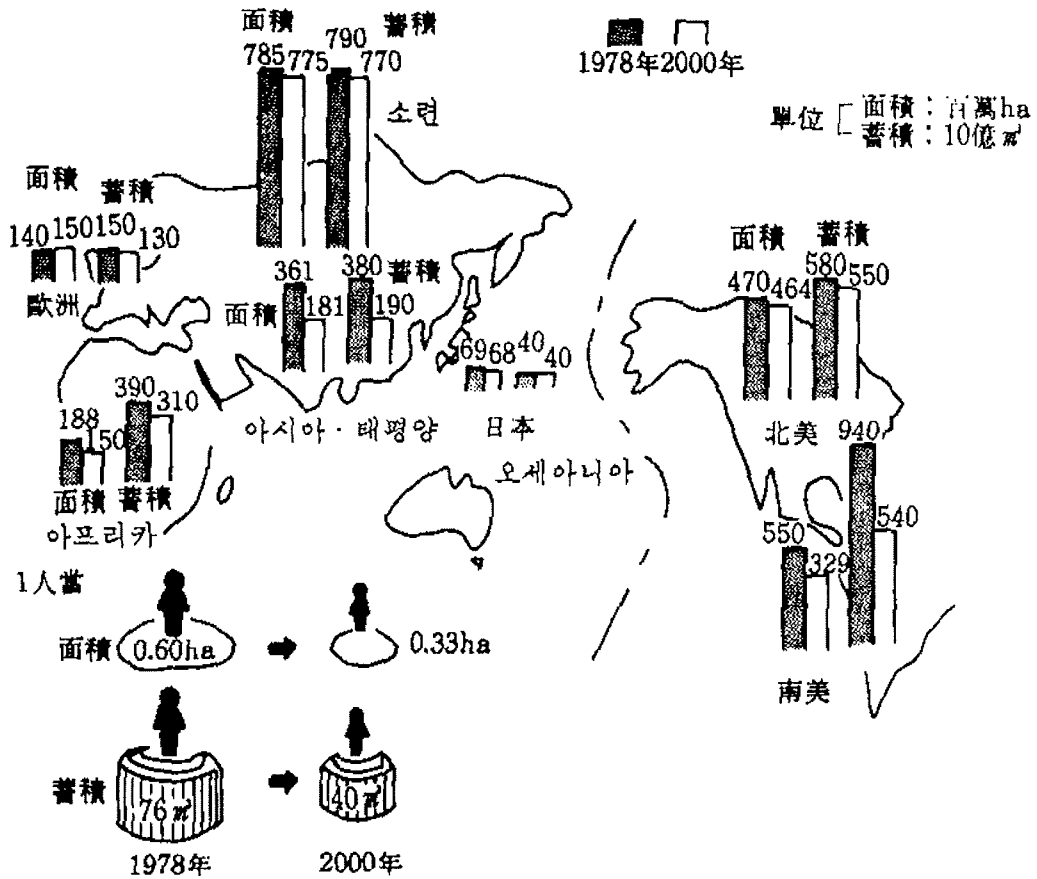 面積 蓄積
785 775 790 770
소련
1978年 2000年
單位 面積：百萬ha
蓄積：10億㎥
面積 蓄積
140 150 150 130
歐洲
面積 361 181 380 190 蓄積
아시아·태평양
69 68 40 40
日本
오세아니아
面積 蓄積
470 464 580 550
北美
188 150 390 310
面積 蓄積
아프리카
550 329 940 540
南美
1人當
面積 0.60ha 0.33ha
蓄積 76㎥ 40㎥
1978年 2000年